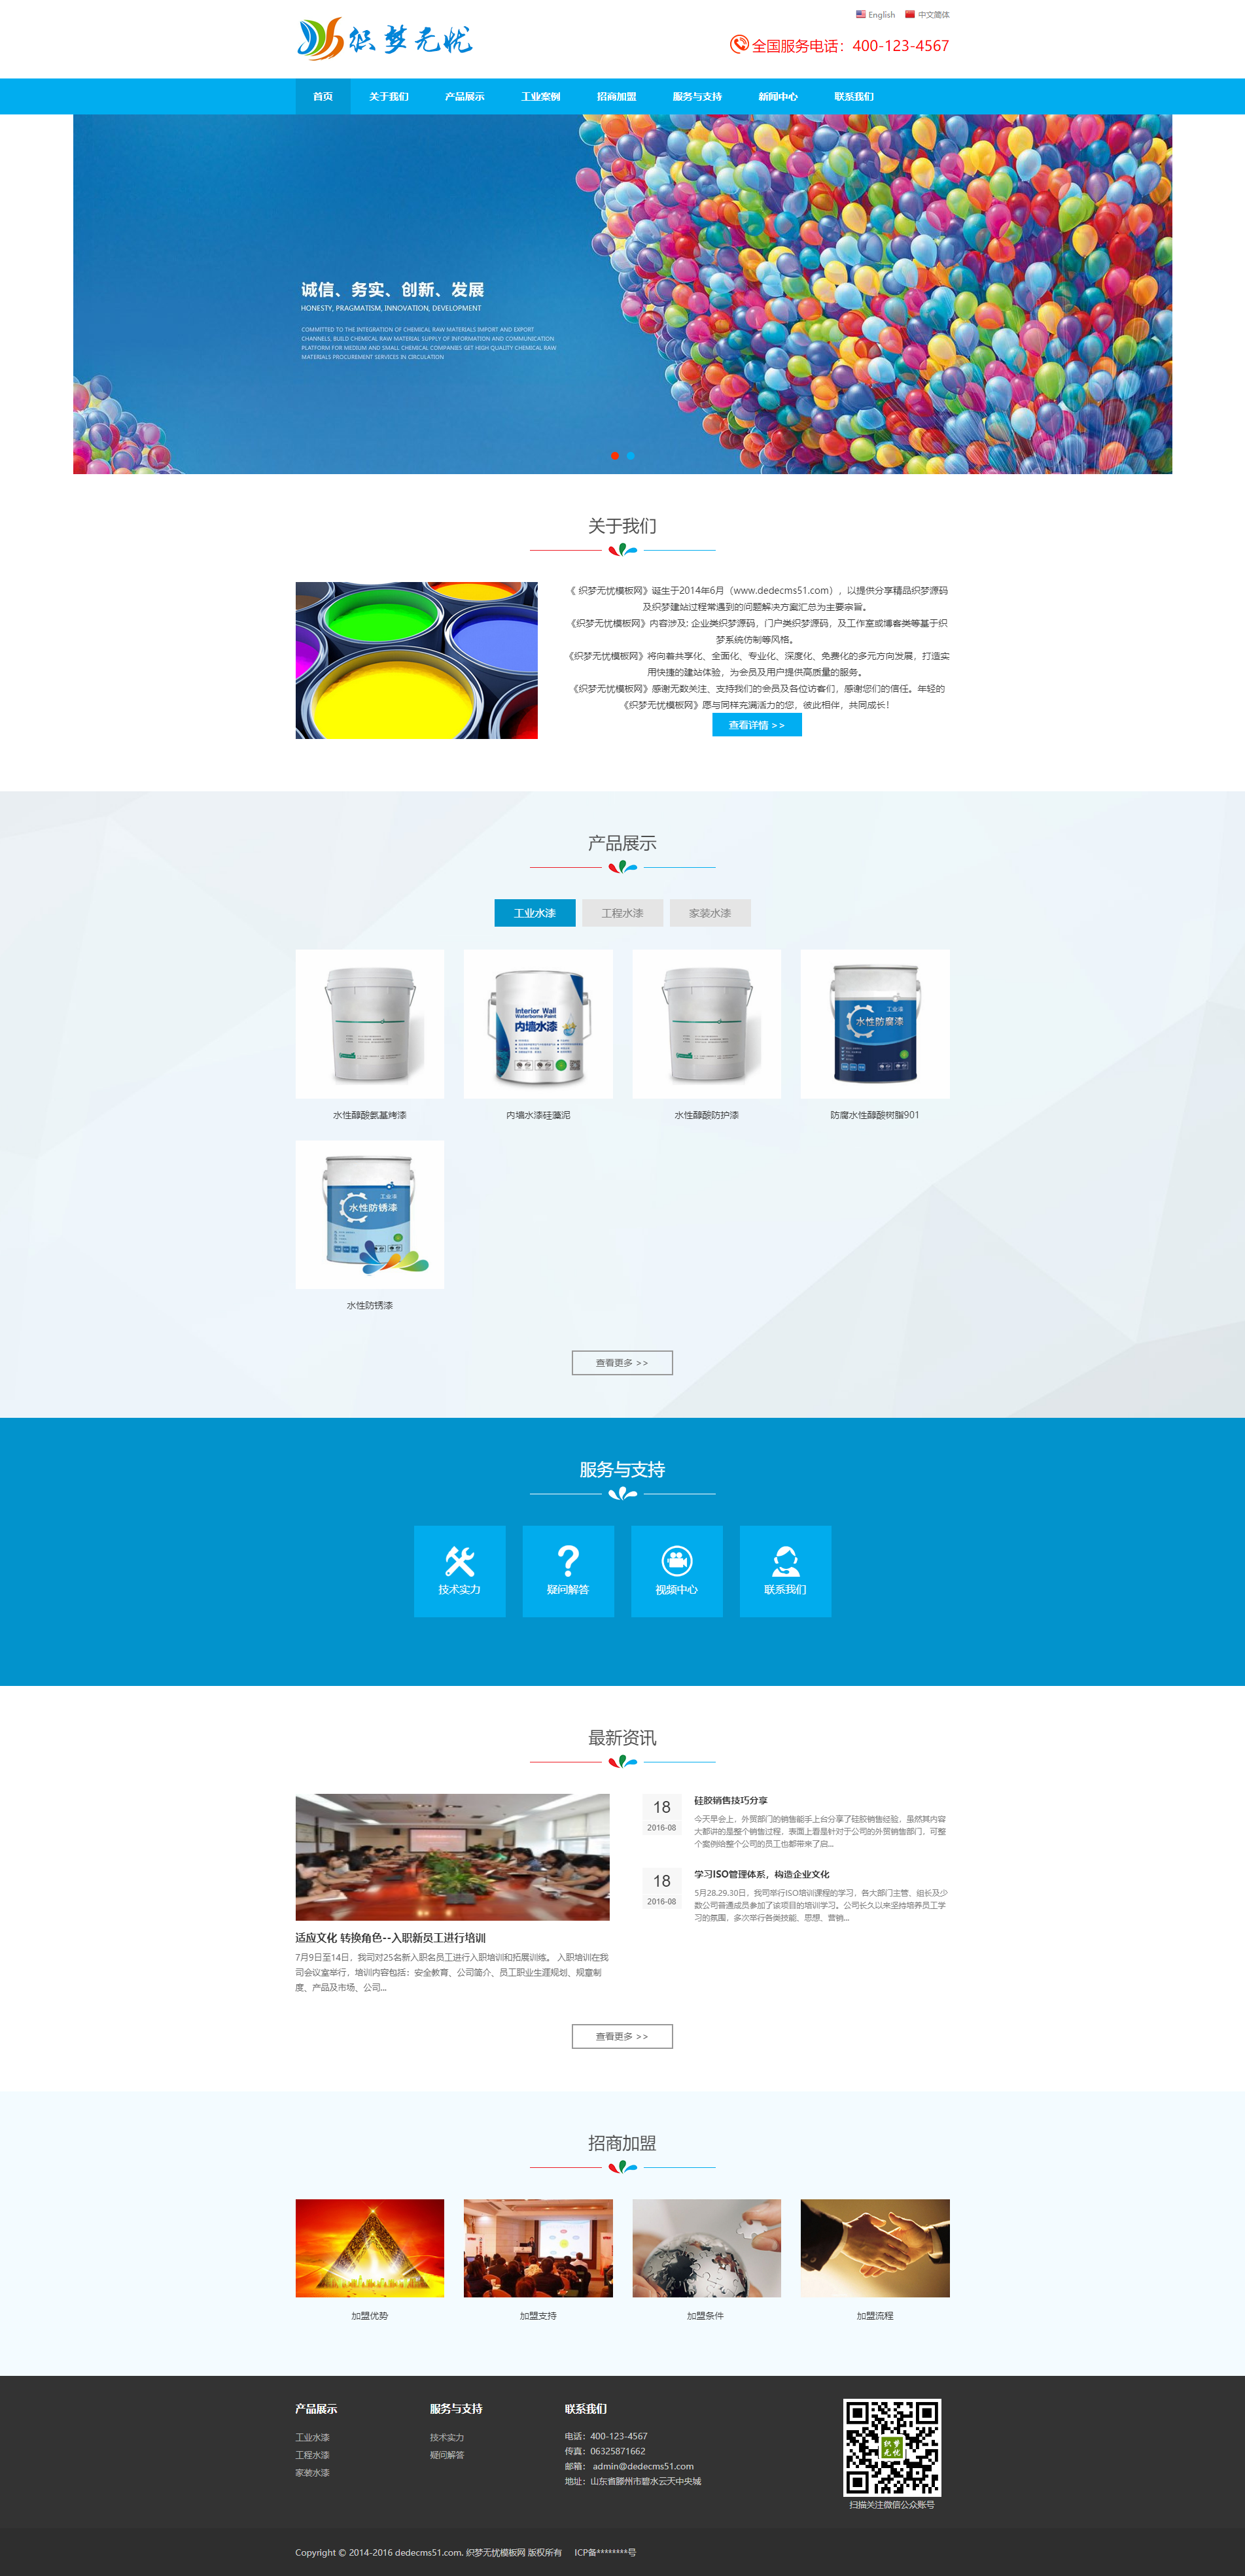 English 中文简体
织梦无忧
全国服务电话：400-123-4567
首页 关于我们 产品展示 工业案例 招商加盟 服务与支持 新闻中心 联系我们
诚信、务实、创新、发展
HONESTY, PRAGMATISM, INNOVATION, DEVELOPMENT
COMMITTED TO THE INTEGRATION OF CHEMICAL RAW MATERIALS IMPORT AND EXPORT
CHANNELS, BUILD CHEMICAL RAW MATERIAL SUPPLY OF INFORMATION AND COMMUNICATION
PLATFORM FOR MEDIUM AND SMALL CHEMICAL COMPANIES GET HIGH QUALITY CHEMICAL RAW
MATERIALS PROCUREMENT SERVICES IN CIRCULATION
关于我们
《 织梦无忧模板网》诞生于2014年6月（www.dedecms51.com），以提供分享精品织梦源码
及织梦建站过程常遇到的问题解决方案汇总为主要宗旨。
《织梦无忧模板网》内容涉及: 企业类织梦源码，门户类织梦源码，及工作室或博客类等基于织
梦系统仿制等风格。
《织梦无忧模板网》将向着共享化、全面化、专业化、深度化、免费化的多元方向发展，打造实
用快捷的建站体验，为会员及用户提供高质量的服务。
《织梦无忧模板网》感谢无数关注、支持我们的会员及各位访客们，感谢您们的信任。年轻的
《织梦无忧模板网》愿与同样充满活力的您，彼此相伴，共同成长！
查看详情 >>
产品展示
工业水漆 工程水漆 家装水漆
Interior Wall
Waterborne Paint
内墙水漆
工业漆
水性防腐漆
水性醇酸氨基烤漆 内墙水漆硅藻泥 水性醇酸防护漆 防腐水性醇酸树脂901
工业漆
水性防锈漆
水性防锈漆
查看更多 >>
服务与支持
技术实力 疑问解答 视频中心 联系我们
最新资讯
18
2016-08
硅胶销售技巧分享
今天早会上，外贸部门的销售能手上台分享了硅胶销售经验，虽然其内容
大都讲的是整个销售过程，表面上看是针对于公司的外贸销售部门，可整
个案例给整个公司的员工也都带来了启...
18
2016-08
学习ISO管理体系，构造企业文化
5月28.29.30日，我司举行ISO培训课程的学习，各大部门主管、组长及少
数公司普通成员参加了该项目的培训学习。公司长久以来坚持培养员工学
习的氛围，多次举行各类技能、思想、营销...
适应文化 转换角色--入职新员工进行培训
7月9日至14日，我司对25名新入职名员工进行入职培训和拓展训练。 入职培训在我
司会议室举行，培训内容包括：安全教育、公司简介、员工职业生涯规划、规章制
度、产品及市场、公司...
查看更多 >>
招商加盟
加盟优势 加盟支持 加盟条件 加盟流程
产品展示
工业水漆
工程水漆
家装水漆
服务与支持
技术实力
疑问解答
联系我们
电话：400-123-4567
传真：06325871662
邮箱： admin@dedecms51.com
地址：山东省滕州市碧水云天中央城
织梦
无忧
扫描关注微信公众账号
Copyright © 2014-2016 dedecms51.com. 织梦无忧模板网 版权所有 ICP备********号